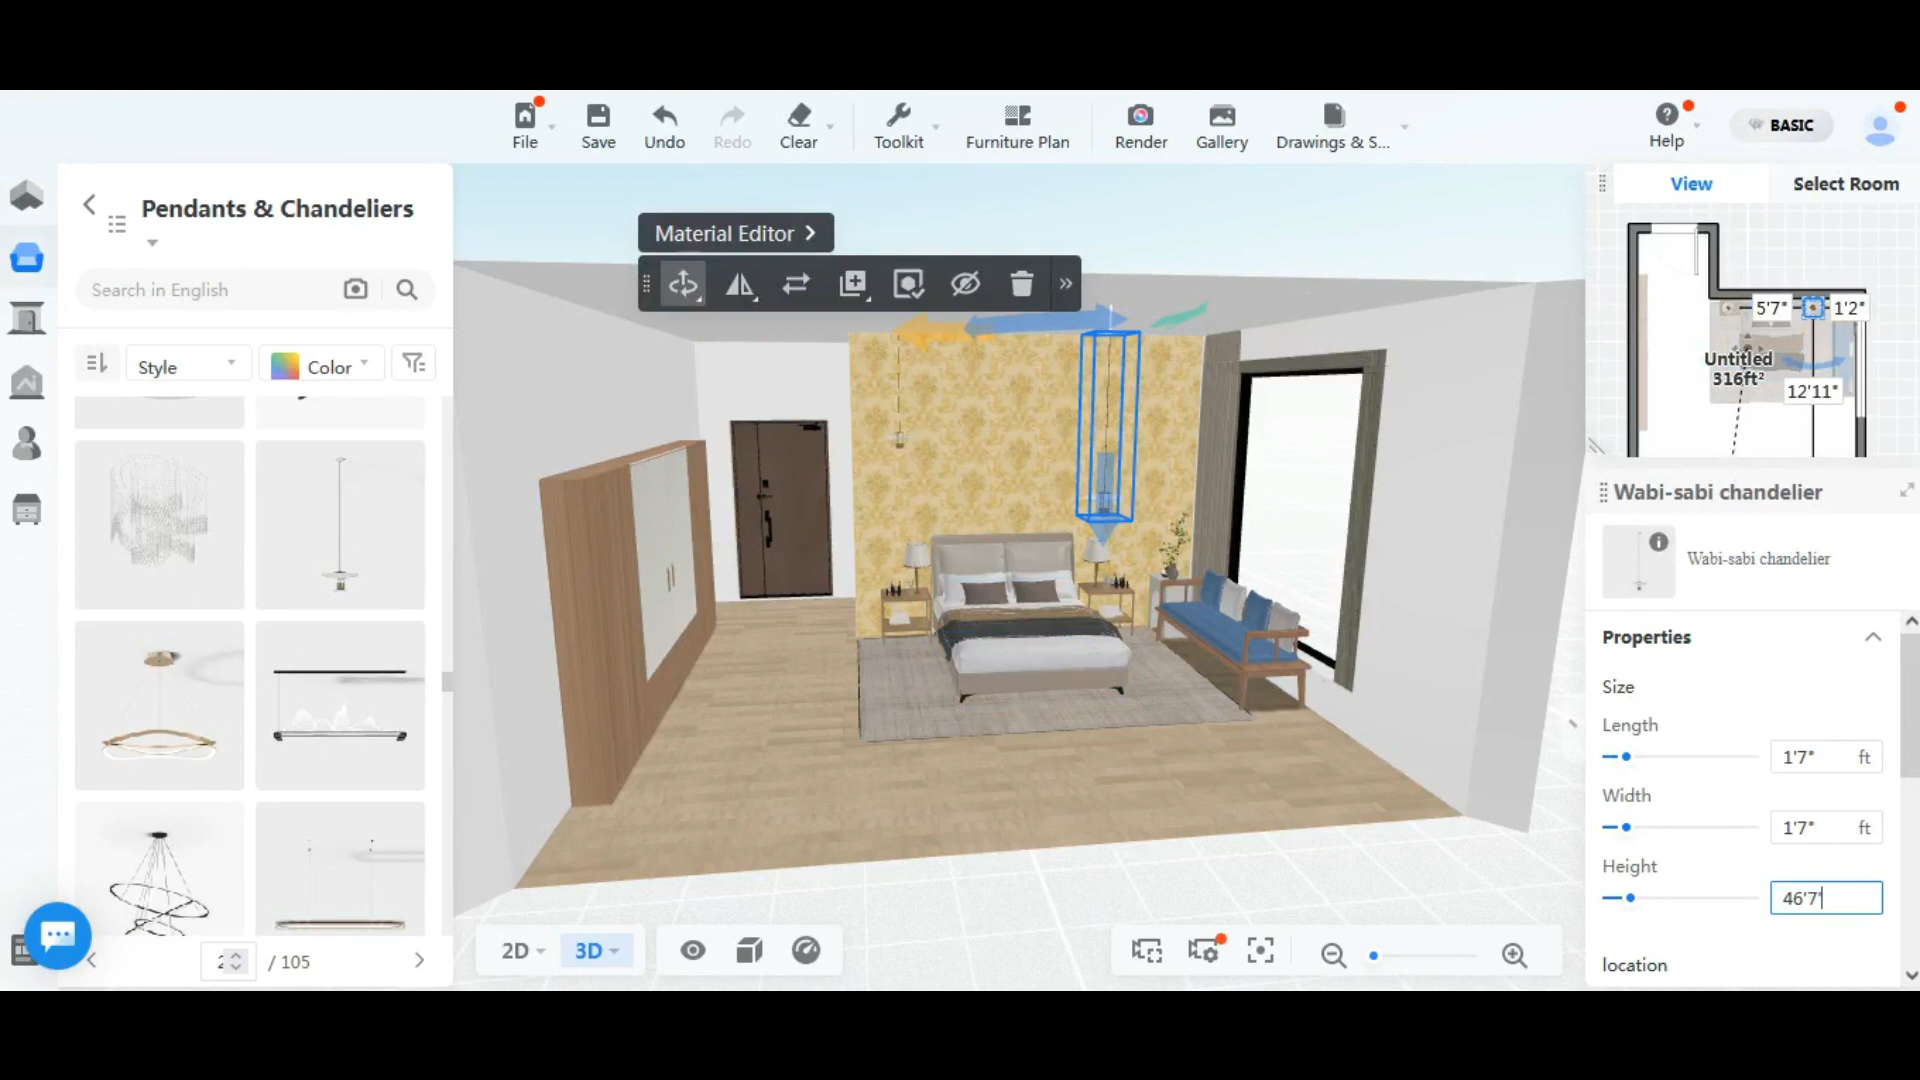 File
Save
Undo
Redo
Clear
Toolkit
Furniture Plan
Render
Gallery
Drawings & S...
Help
BASIC
Pendants & Chandeliers
Search in English
Style
Color
/ 105
Material Editor
2D
3D
View
Select Room
5'7"
1'2"
Untitled
316ft²
12'11"
Wabi-sabi chandelier
Wabi-sabi chandelier
Properties
Size
Length
1'7" ft
Width
1'7" ft
Height
46'7"
location